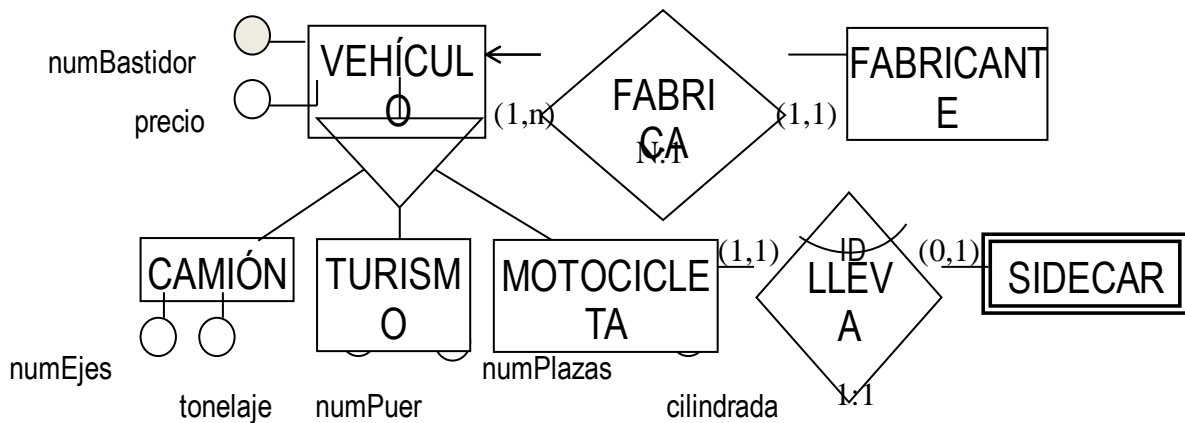 numBastidor
precio
VEHÍCUL
O
(1,n)
FABRI
CA
N:1
(1,1)
FABRICANT
E
CAMIÓN
TURISM
O
MOTOCICLE
TA
(1,1)
ID
LLEV
A
1:1
(0,1)
SIDECAR
numEjes
tonelaje
numPuer
numPlazas
cilindrada